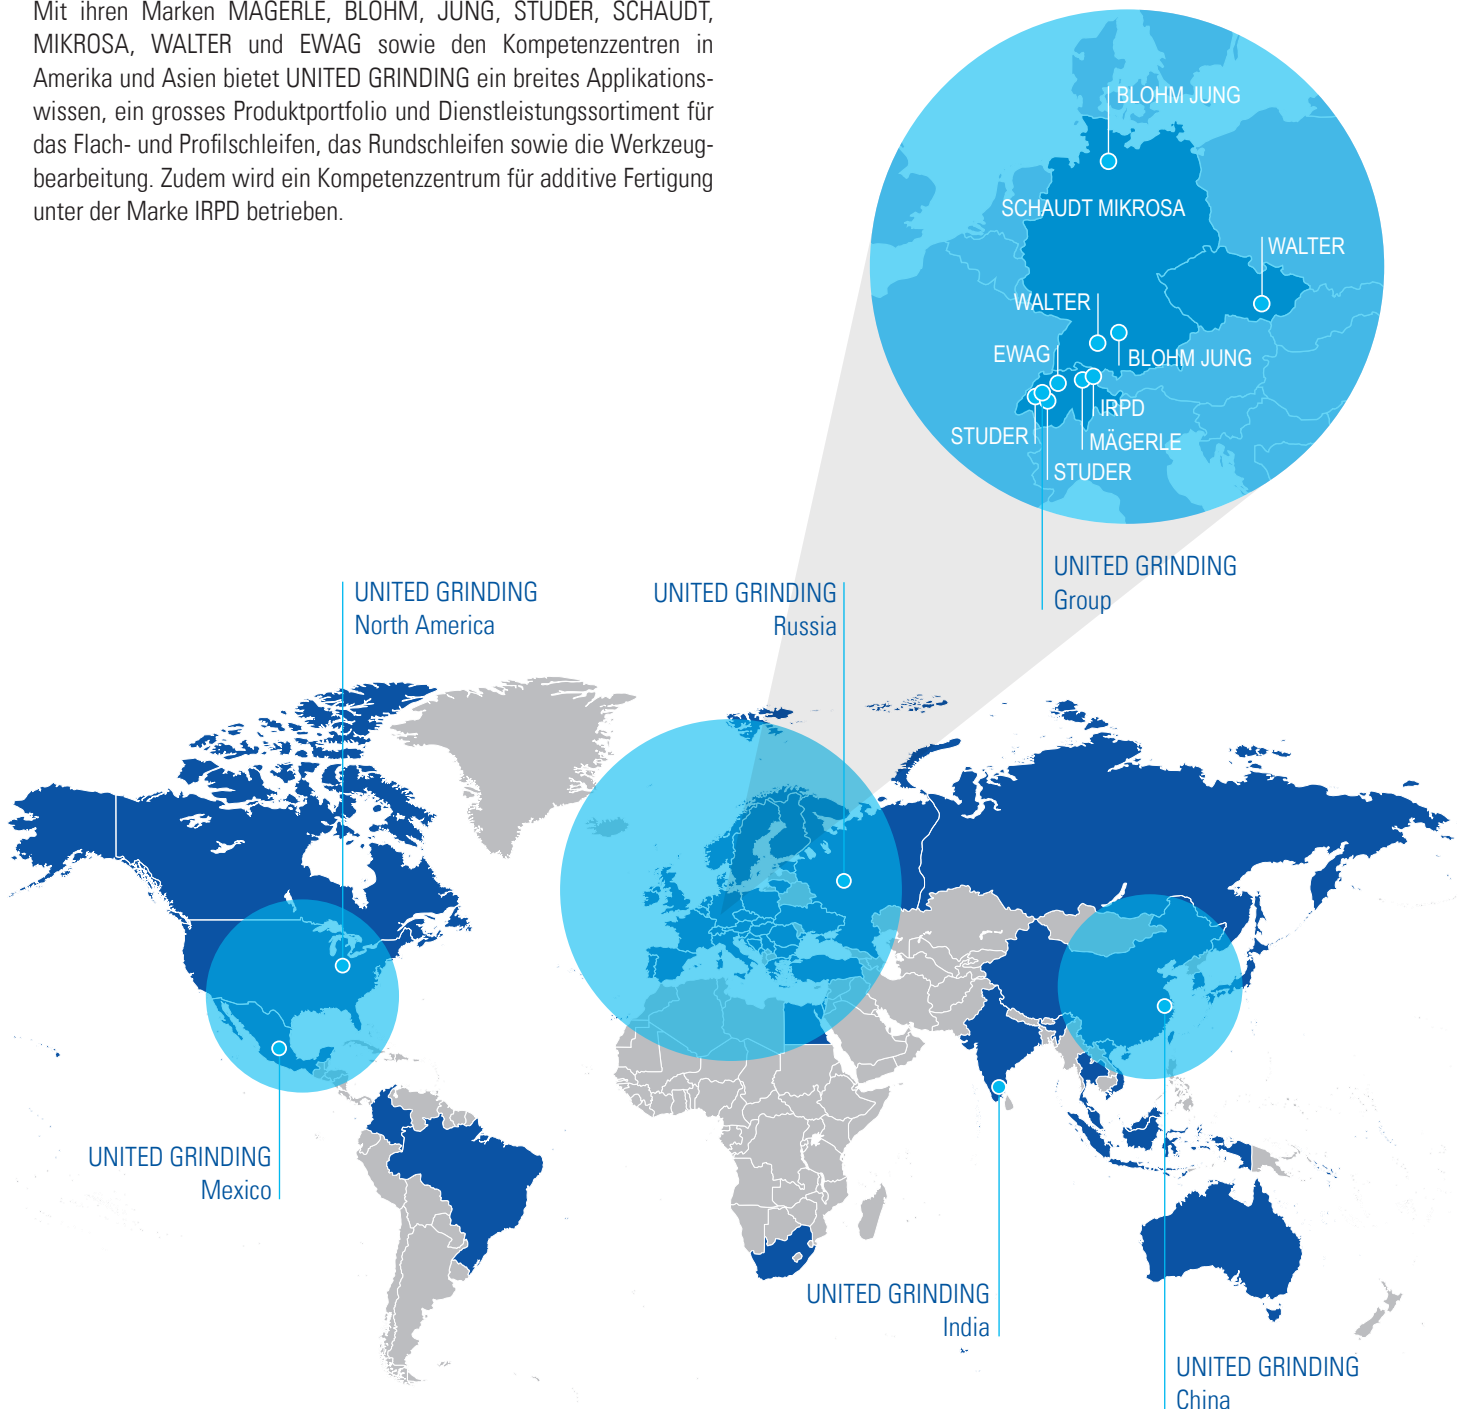 Mit ihren Marken MÄGERLE, BLOHM, JUNG, STUDER, SCHAUDT,
MIKROSA, WALTER und EWAG sowie den Kompetenzzentren in
Amerika und Asien bietet UNITED GRINDING ein breites Applikations-
wissen, ein grosses Produktportfolio und Dienstleistungssortiment für
das Flach- und Profilschleifen, das Rundschleifen sowie die Werkzeug-
bearbeitung. Zudem wird ein Kompetenzzentrum für additive Fertigung
unter der Marke IRPD betrieben.
BLOHM JUNG
SCHAUDT MIKROSA
WALTER
WALTER
EWAG
BLOHM JUNG
IRPD
STUDER
MÄGERLE
STUDER
UNITED GRINDING
Group
UNITED GRINDING
North America
UNITED GRINDING
Russia
UNITED GRINDING
Mexico
UNITED GRINDING
India
UNITED GRINDING
China